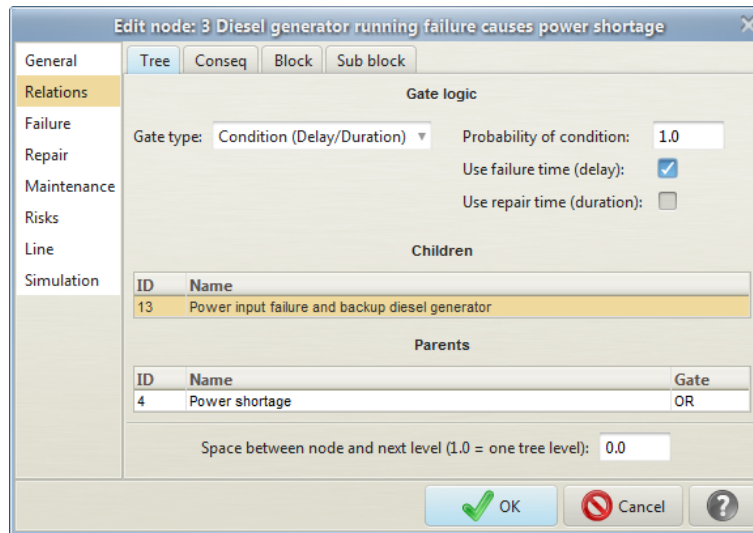 Edit node: 3 Diesel generator running failure causes power shortage
General
Relations
Failure
Repair
Maintenance
Risks
Line
Simulation
Tree Conseq Block Sub block
Gate logic
Gate type: Condition (Delay/Duration) Probability of condition: 1.0
Use failure time (delay):
Use repair time (duration):
Children
ID Name
13 Power input failure and backup diesel generator
Parents
ID Name Gate
4 Power shortage OR
Space between node and next level (1.0 = one tree level): 0.0
OK Cancel ?